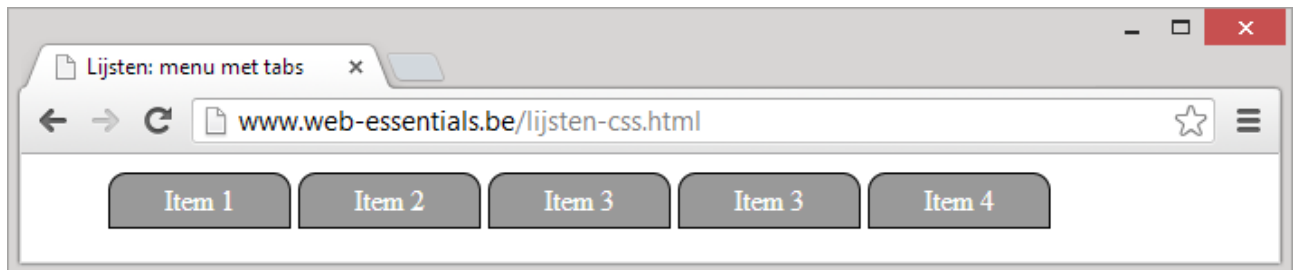 Lijsten: menu met tabs
www.web-essentials.be/lijsten-css.html
Item 1 Item 2 Item 3 Item 3 Item 4